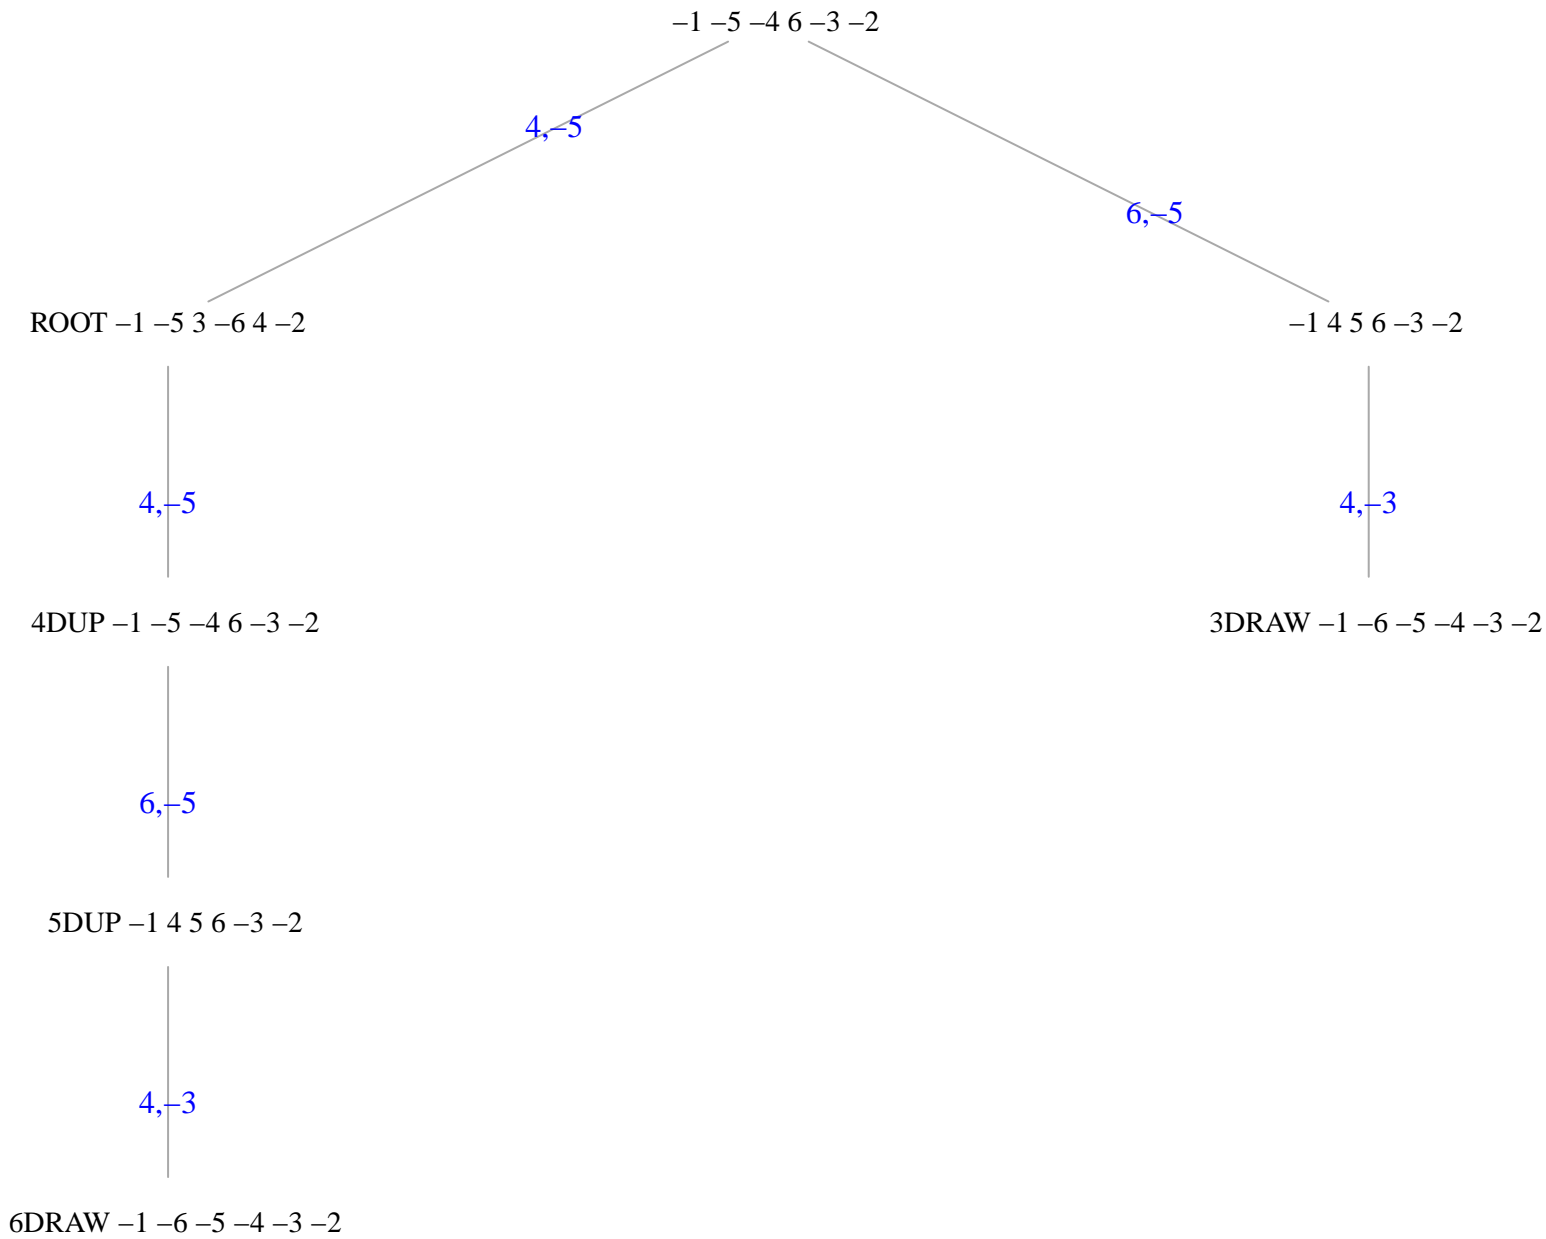 –1 –5 –4 6 –3 –2
4,–5
6,–5
ROOT –1 –5 3 –6 4 –2
–1 4 5 6 –3 –2
4,–5
4,–3
4DUP –1 –5 –4 6 –3 –2
3DRAW –1 –6 –5 –4 –3 –2
6,–5
5DUP –1 4 5 6 –3 –2
4,–3
6DRAW –1 –6 –5 –4 –3 –2